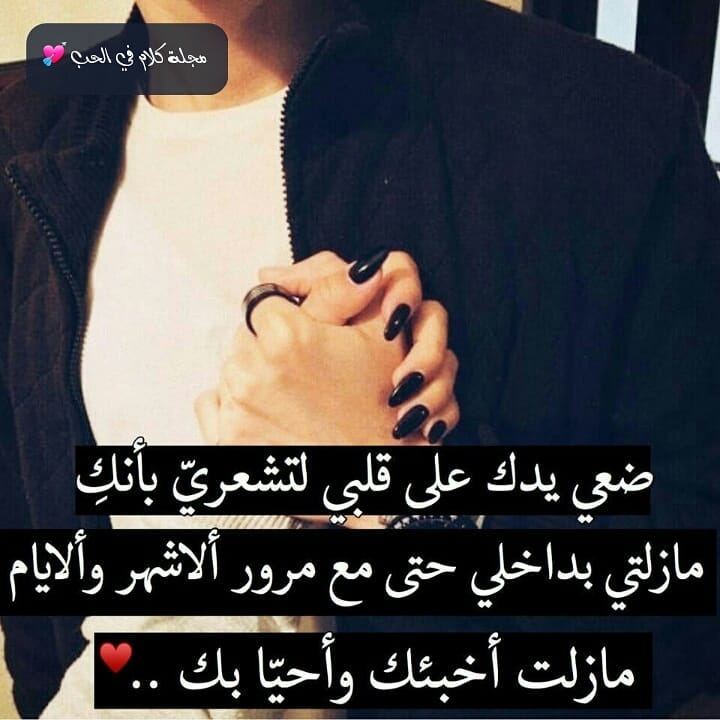 مجلة كلام في الحب 💘
ضعي يدك على قلبي لتشعريّ بأنكِ
مازلتي بداخلي حتى مع مرور ألاشهر وألايام
مازلت أخبئك وأحيّا بك ..♥